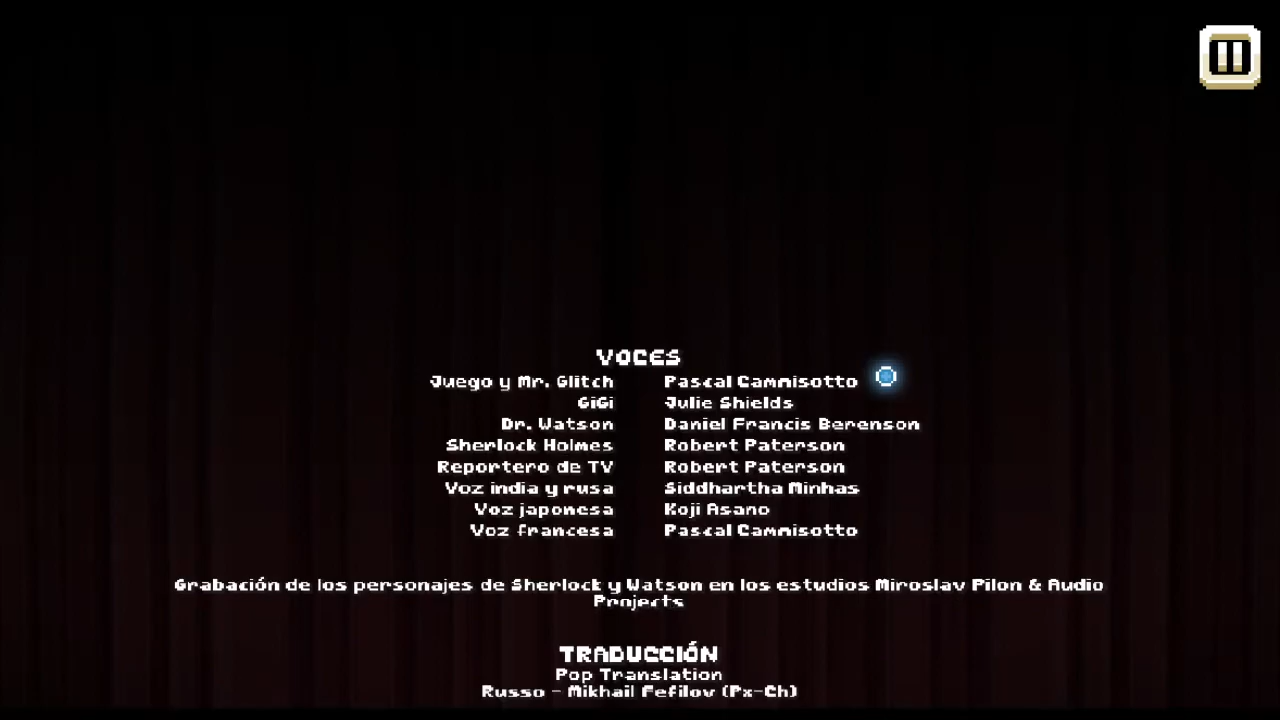 VOCES
Juego y Mr. Glitch Pascal Cammisotto
GiGi Julie Shields
Dr. Watson Daniel Francis Berenson
Sherlock Holmes Robert Paterson
Reportero de TV Robert Paterson
Voz india y rusa Siddhartha Minhas
Voz japonesa Koji Asano
Voz francesa Pascal Cammisotto
Grabación de los personajes de Sherlock y Watson en los estudios Miroslav Pilon & Audio
Projects
TRADUCCIÓN
Pop Translation
Russo - Mikhail Fefilov (Px-Ch)